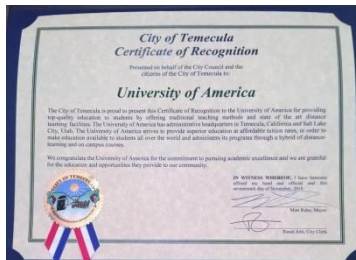 City of Temecula
Certificate of Recognition
Presented on behalf of the City Council and the
citizens of the City of Temecula to:
University of America
The City of Temecula is proud to present this Certificate of Recognition to the University of America for providing
top-quality education to students by offering traditional teaching methods and state of the art distance
learning facilities. The University of America has administrative headquarters in Temecula, California and Salt Lake
City, Utah. The University of America strives to provide superior education at affordable tuition rates, in order to
make education available to students all over the world and administers its programs through a hybrid of distance-
learning and on campus courses.
We congratulate the University of America for the commitment to pursuing academic excellence and we are grateful
for the education and opportunities they provide to our community.
IN WITNESS WHEREOF, I have hereunto
affixed my hand and official seal this
day of November, 2018.
Matt Rahn, Mayor
Randi Johl, City Clerk